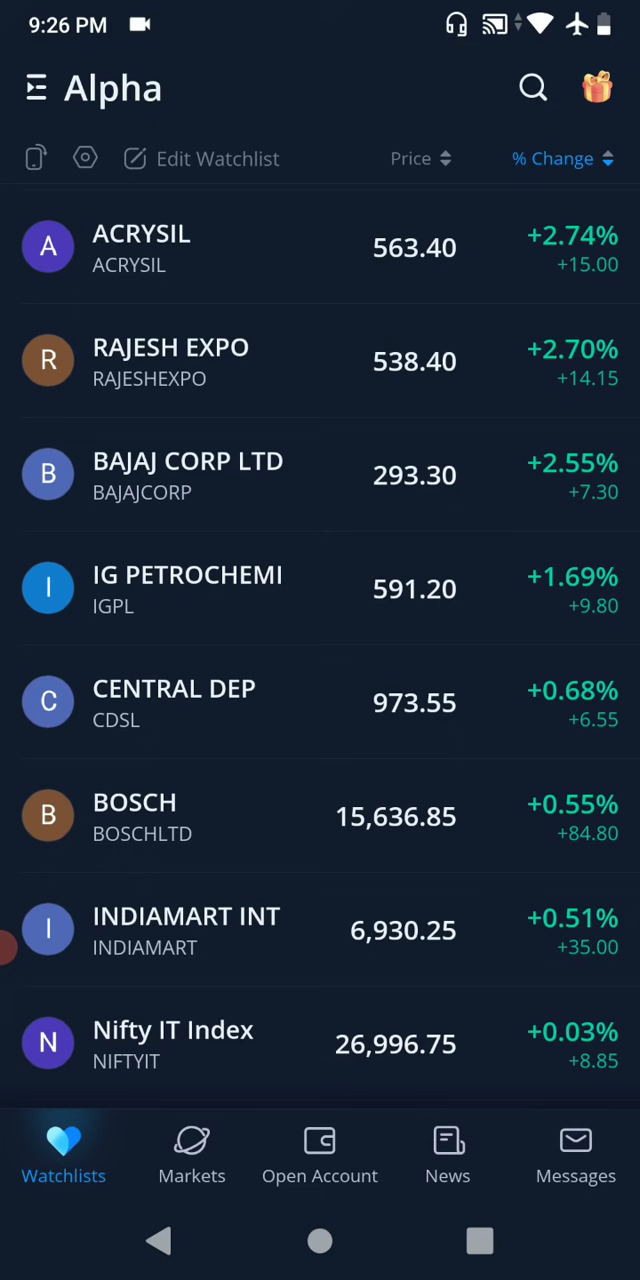 9:26 PM
Alpha
Edit Watchlist Price % Change
A ACRYSIL 563.40 +2.74%
ACRYSIL +15.00
R RAJESH EXPO 538.40 +2.70%
RAJESHEXPO +14.15
B BAJAJ CORP LTD 293.30 +2.55%
BAJAJCORP +7.30
I IG PETROCHEMI 591.20 +1.69%
IGPL +9.80
C CENTRAL DEP 973.55 +0.68%
CDSL +6.55
B BOSCH 15,636.85 +0.55%
BOSCHLTD +84.80
I INDIAMART INT 6,930.25 +0.51%
INDIAMART +35.00
N Nifty IT Index 26,996.75 +0.03%
NIFTYIT +8.85
Watchlists Markets Open Account News Messages